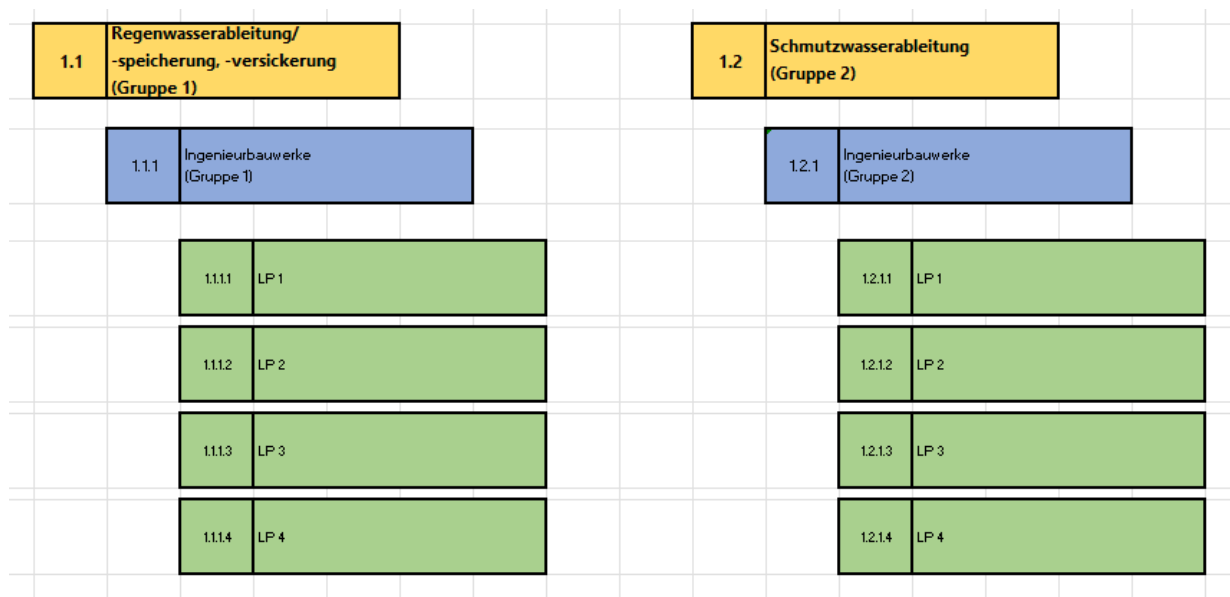 1.1
Regenwasserableitung/
-speicherung, -versickerung
(Gruppe 1)
1.2
Schmutzwasserableitung
(Gruppe 2)
1.1.1
Ingenieurbauwerke
(Gruppe 1)
1.2.1
Ingenieurbauwerke
(Gruppe 2)
1.1.1.1 LP 1
1.2.1.1 LP 1
1.1.1.2 LP 2
1.2.1.2 LP 2
1.1.1.3 LP 3
1.2.1.3 LP 3
1.1.1.4 LP 4
1.2.1.4 LP 4